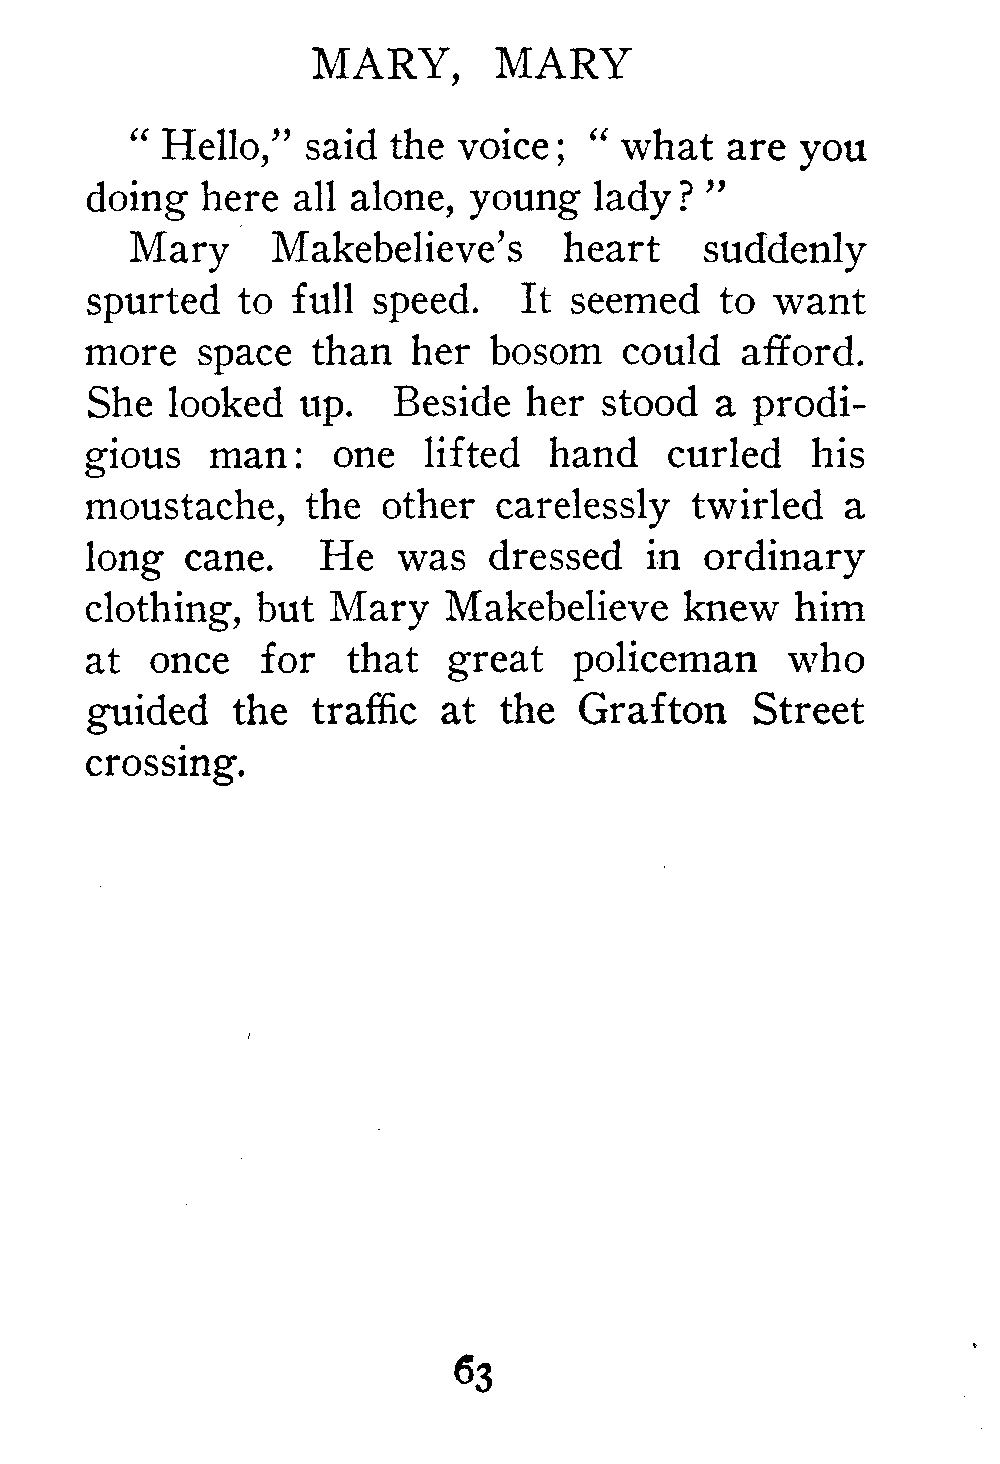 MARY, MARY
“ Hello,” said the voice; “ what are you
doing here all alone, young lady? ”
Mary Makebelieve’s heart suddenly
spurted to full speed. It seemed to want
more space than her bosom could afford.
She looked up. Beside her stood a prodi-
gious man: one lifted hand curled his
moustache, the other carelessly twirled a
long cane. He was dressed in ordinary
clothing, but Mary Makebelieve knew him
at once for that great policeman who
guided the traffic at the Grafton Street
crossing.
63